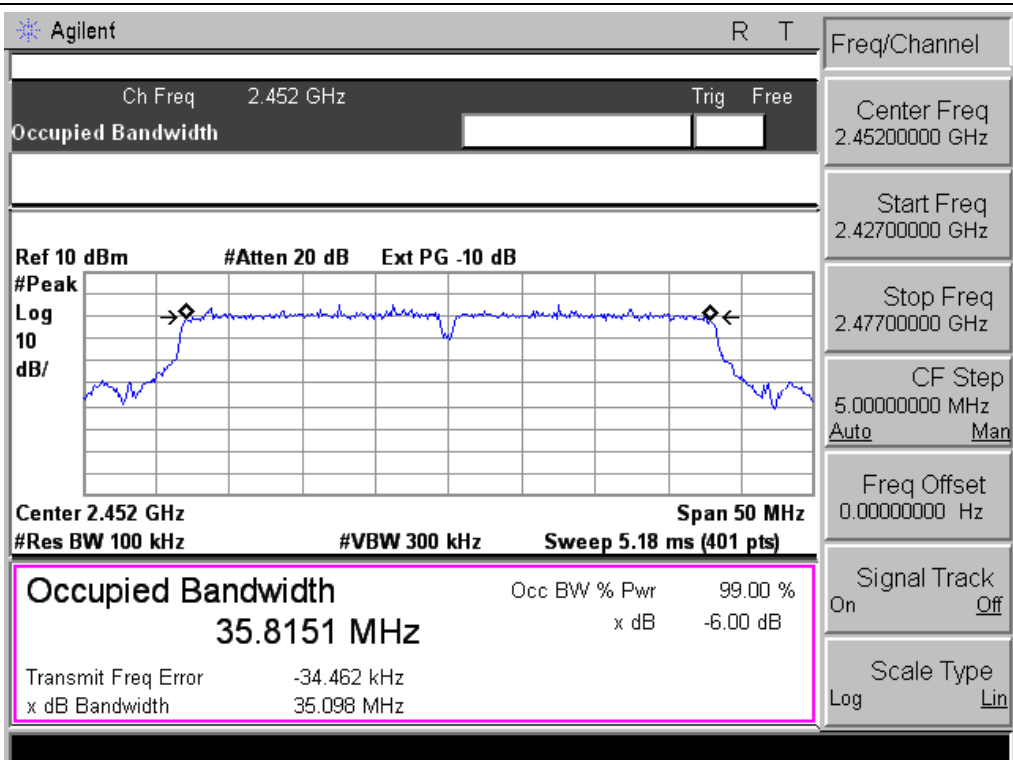 Agilent R T
Ch Freq 2.452 GHz Trig Free
Occupied Bandwidth
Ref 10 dBm #Atten 20 dB Ext PG -10 dB
#Peak
Log
10
dB/
Center 2.452 GHz Span 50 MHz
#Res BW 100 kHz #VBW 300 kHz Sweep 5.18 ms (401 pts)
Occupied Bandwidth
35.8151 MHz
Occ BW % Pwr 99.00 %
x dB -6.00 dB
Transmit Freq Error -34.462 kHz
x dB Bandwidth 35.098 MHz
Freq/Channel
Center Freq
2.45200000 GHz
Start Freq
2.42700000 GHz
Stop Freq
2.47700000 GHz
CF Step
5.00000000 MHz
Auto Man
Freq Offset
0.00000000 Hz
Signal Track
On Off
Scale Type
Log Lin